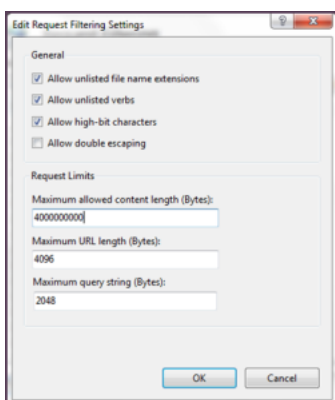 Edit Request Filtering Settings
General
Allow unlisted file name extensions
Allow unlisted verbs
Allow high-bit characters
Allow double escaping
Request Limits
Maximum allowed content length (Bytes):
4000000000
Maximum URL length (Bytes):
4096
Maximum query string (Bytes):
2048
OK Cancel